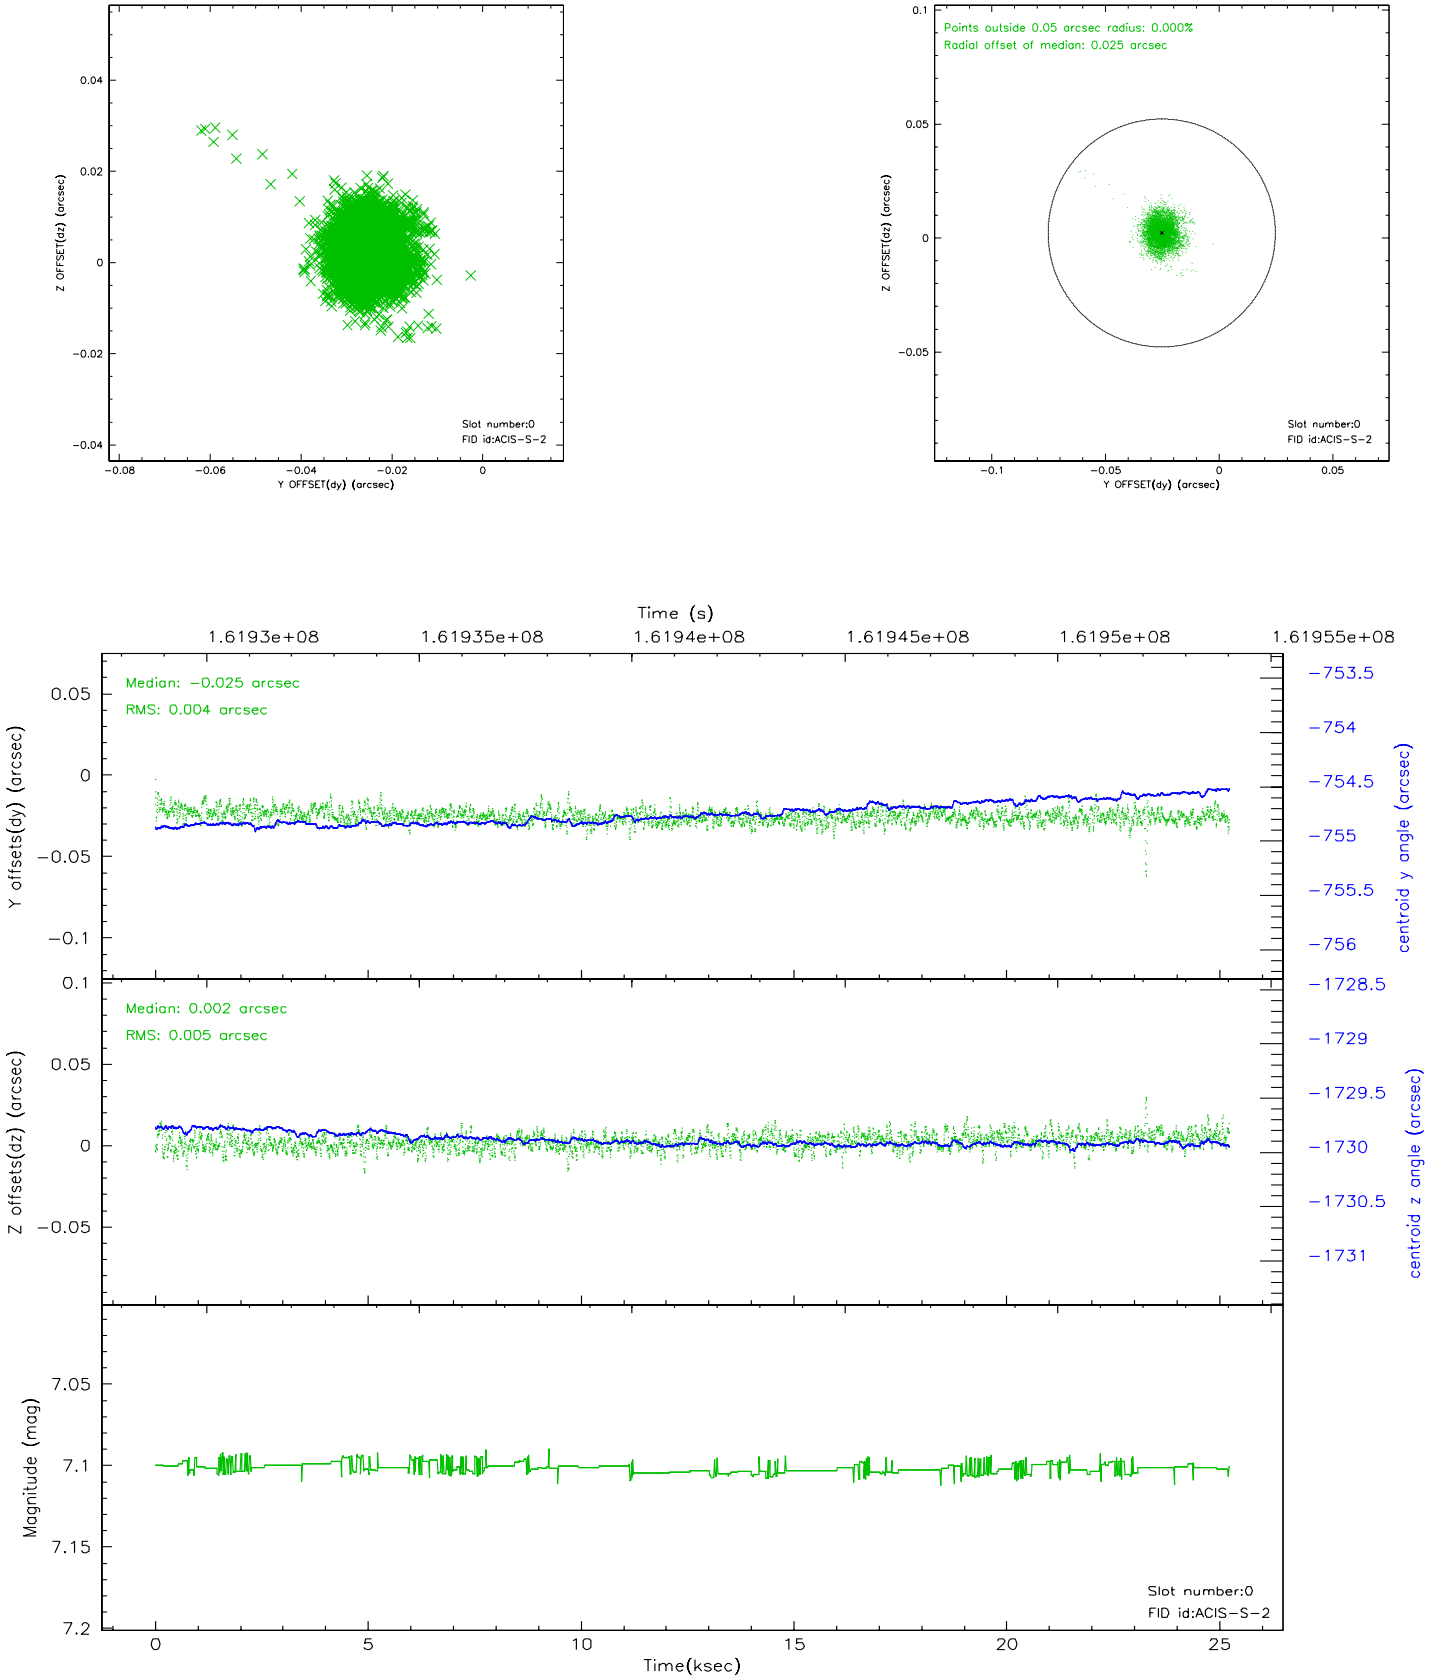 0.04
0.02
0
-0.02
-0.04
Z OFFSET(dz) (arcsec)
Slot number:0
FID id:ACIS-S-2
-0.08 -0.06 -0.04 -0.02 0
Y OFFSET(dy) (arcsec)
0.1
0.05
0
-0.05
Z OFFSET(dz) (arcsec)
Points outside 0.05 arcsec radius: 0.000%
Radial offset of median: 0.025 arcsec
Slot number:0
FID id:ACIS-S-2
-0.1 -0.05 0 0.05
Y OFFSET(dy) (arcsec)
Time (s)
1.6193e+08 1.61935e+08 1.6194e+08 1.61945e+08 1.6195e+08 1.61955e+08
Median: -0.025 arcsec
RMS: 0.004 arcsec
0.05
0
-0.05
-0.1
Y offsets(dy) (arcsec)
-753.5
-754
-754.5
-755
-755.5
-756
centroid y angle (arcsec)
Median: 0.002 arcsec
RMS: 0.005 arcsec
0.1
0.05
0
-0.05
Z offsets(dz) (arcsec)
-1728.5
-1729
-1729.5
-1730
-1730.5
-1731
centroid z angle (arcsec)
7.05
7.1
7.15
7.2
Magnitude (mag)
Slot number:0
FID id:ACIS-S-2
0 5 10 15 20 25
Time(ksec)